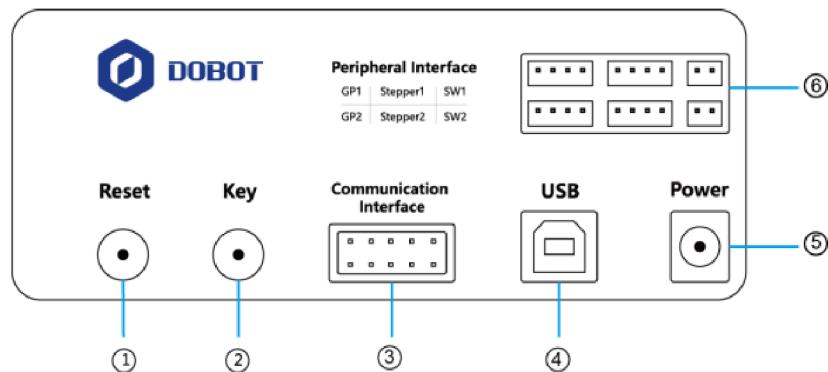 DOBOT
Peripheral Interface
GP1 Stepper1 SW1
GP2 Stepper2 SW2
⑥
Reset
Key
Communication
Interface
USB
Power
⑤
①
②
③
④